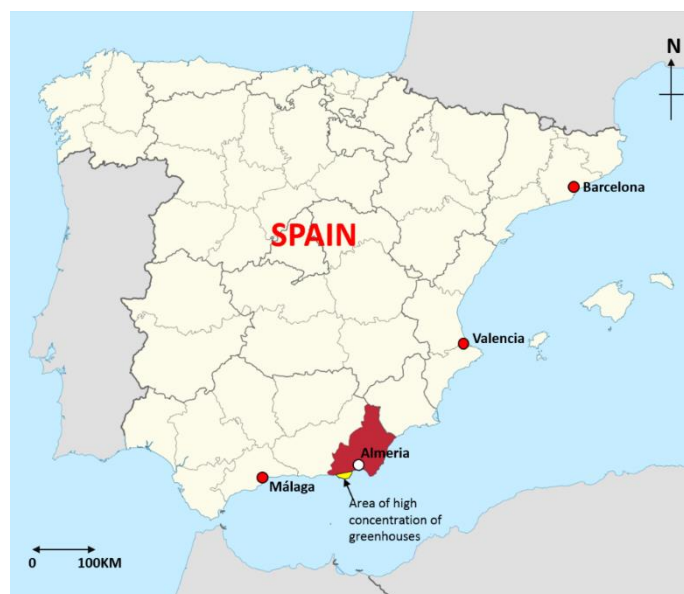 N
Barcelona
SPAIN
Valencia
Almeria
Málaga
Area of high
concentration of
greenhouses
0 100KM